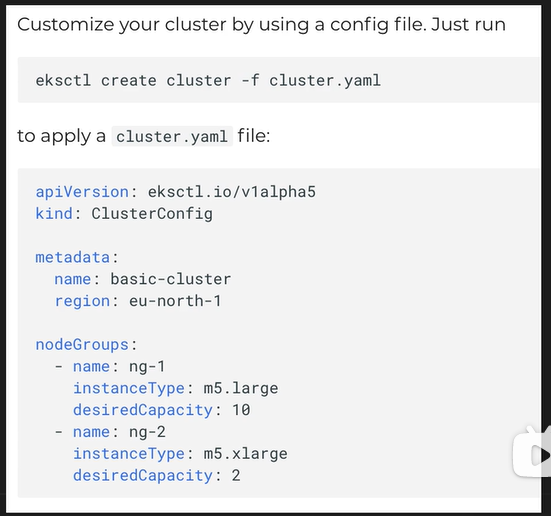 Customize your cluster by using a config file. Just run
eksctl create cluster -f cluster.yaml
to apply a cluster.yaml file:
apiVersion: eksctl.io/v1alpha5
kind: ClusterConfig
metadata:
  name: basic-cluster
  region: eu-north-1
nodeGroups:
  - name: ng-1
    instanceType: m5.large
    desiredCapacity: 10
  - name: ng-2
    instanceType: m5.xlarge
    desiredCapacity: 2